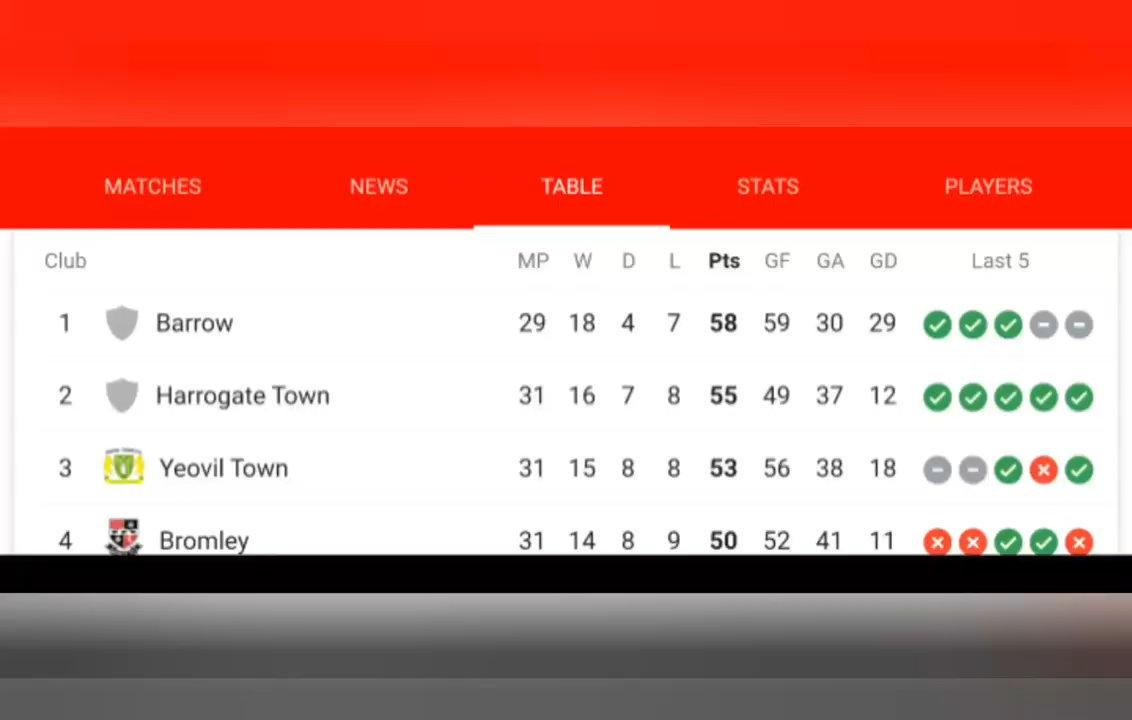 MATCHES NEWS TABLE STATS PLAYERS
Club MP W D L Pts GF GA GD Last 5
1 Barrow 29 18 4 7 58 59 30 29
2 Harrogate Town 31 16 7 8 55 49 37 12
3 Yeovil Town 31 15 8 8 53 56 38 18
4 Bromley 31 14 8 9 50 52 41 11